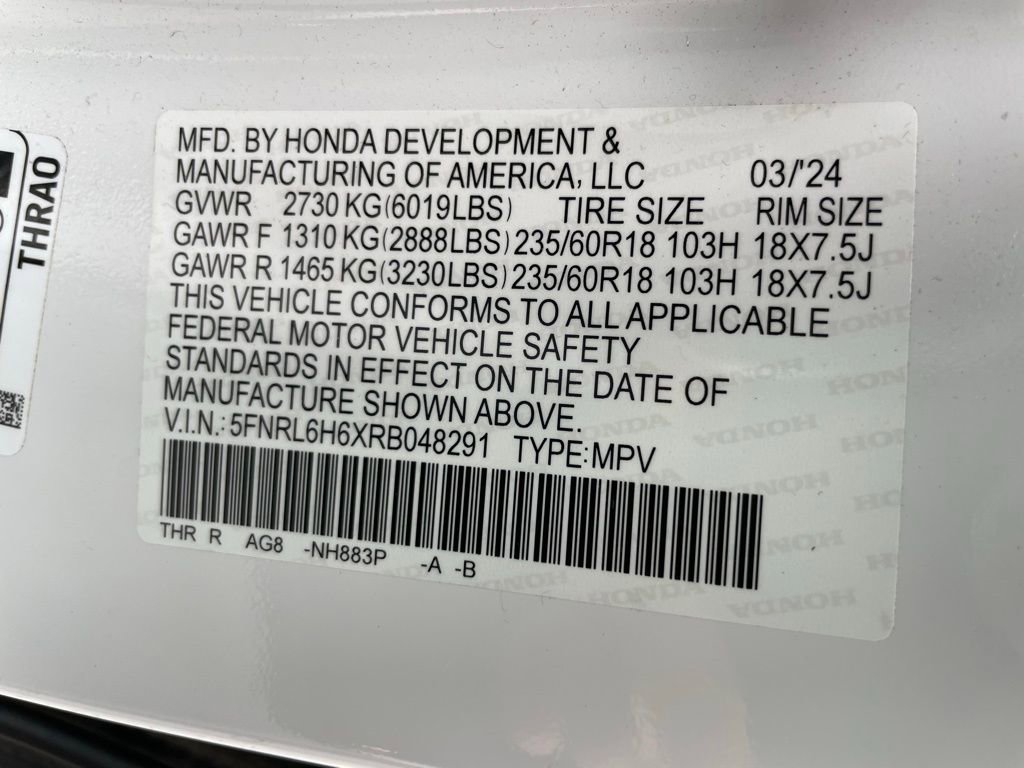 MFD. BY HONDA DEVELOPMENT &
MANUFACTURING OF AMERICA, LLC 03/'24
GVWR 2730 KG(6019LBS) TIRE SIZE RIM SIZE
GAWR F 1310 KG(2888LBS) 235/60R18 103H 18X7.5J
GAWR R 1465 KG(3230LBS) 235/60R18 103H 18X7.5J
THIS VEHICLE CONFORMS TO ALL APPLICABLE
FEDERAL MOTOR VEHICLE SAFETY
STANDARDS IN EFFECT ON THE DATE OF
MANUFACTURE SHOWN ABOVE.
V.I.N.:5FNRL6H6XRB048291 TYPE:MPV
THR R AG8 -NH883P -A -B
THRA0
HONDA